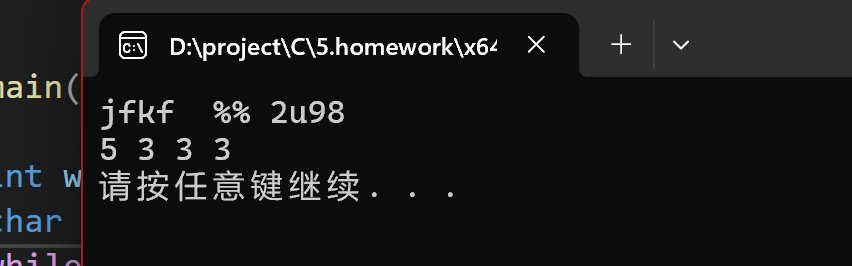 D:\project\C\5.homework\x64
main(
jfkf  %% 2u98
5 3 3 3
int w
请按任意键继续. . .
char
while